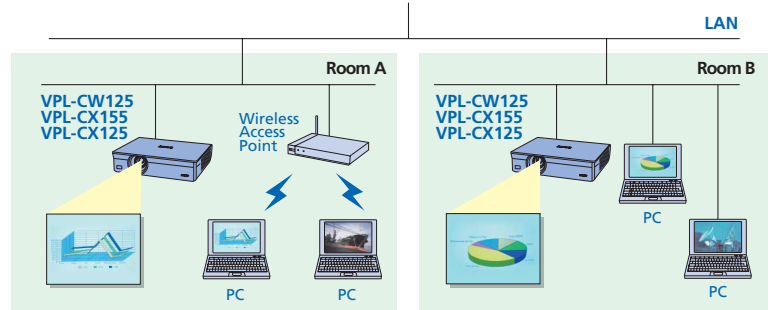 LAN
Room A
VPL-CW125
VPL-CX155
VPL-CX125
Wireless
Access
Point
PC
PC
Room B
VPL-CW125
VPL-CX155
VPL-CX125
PC
PC